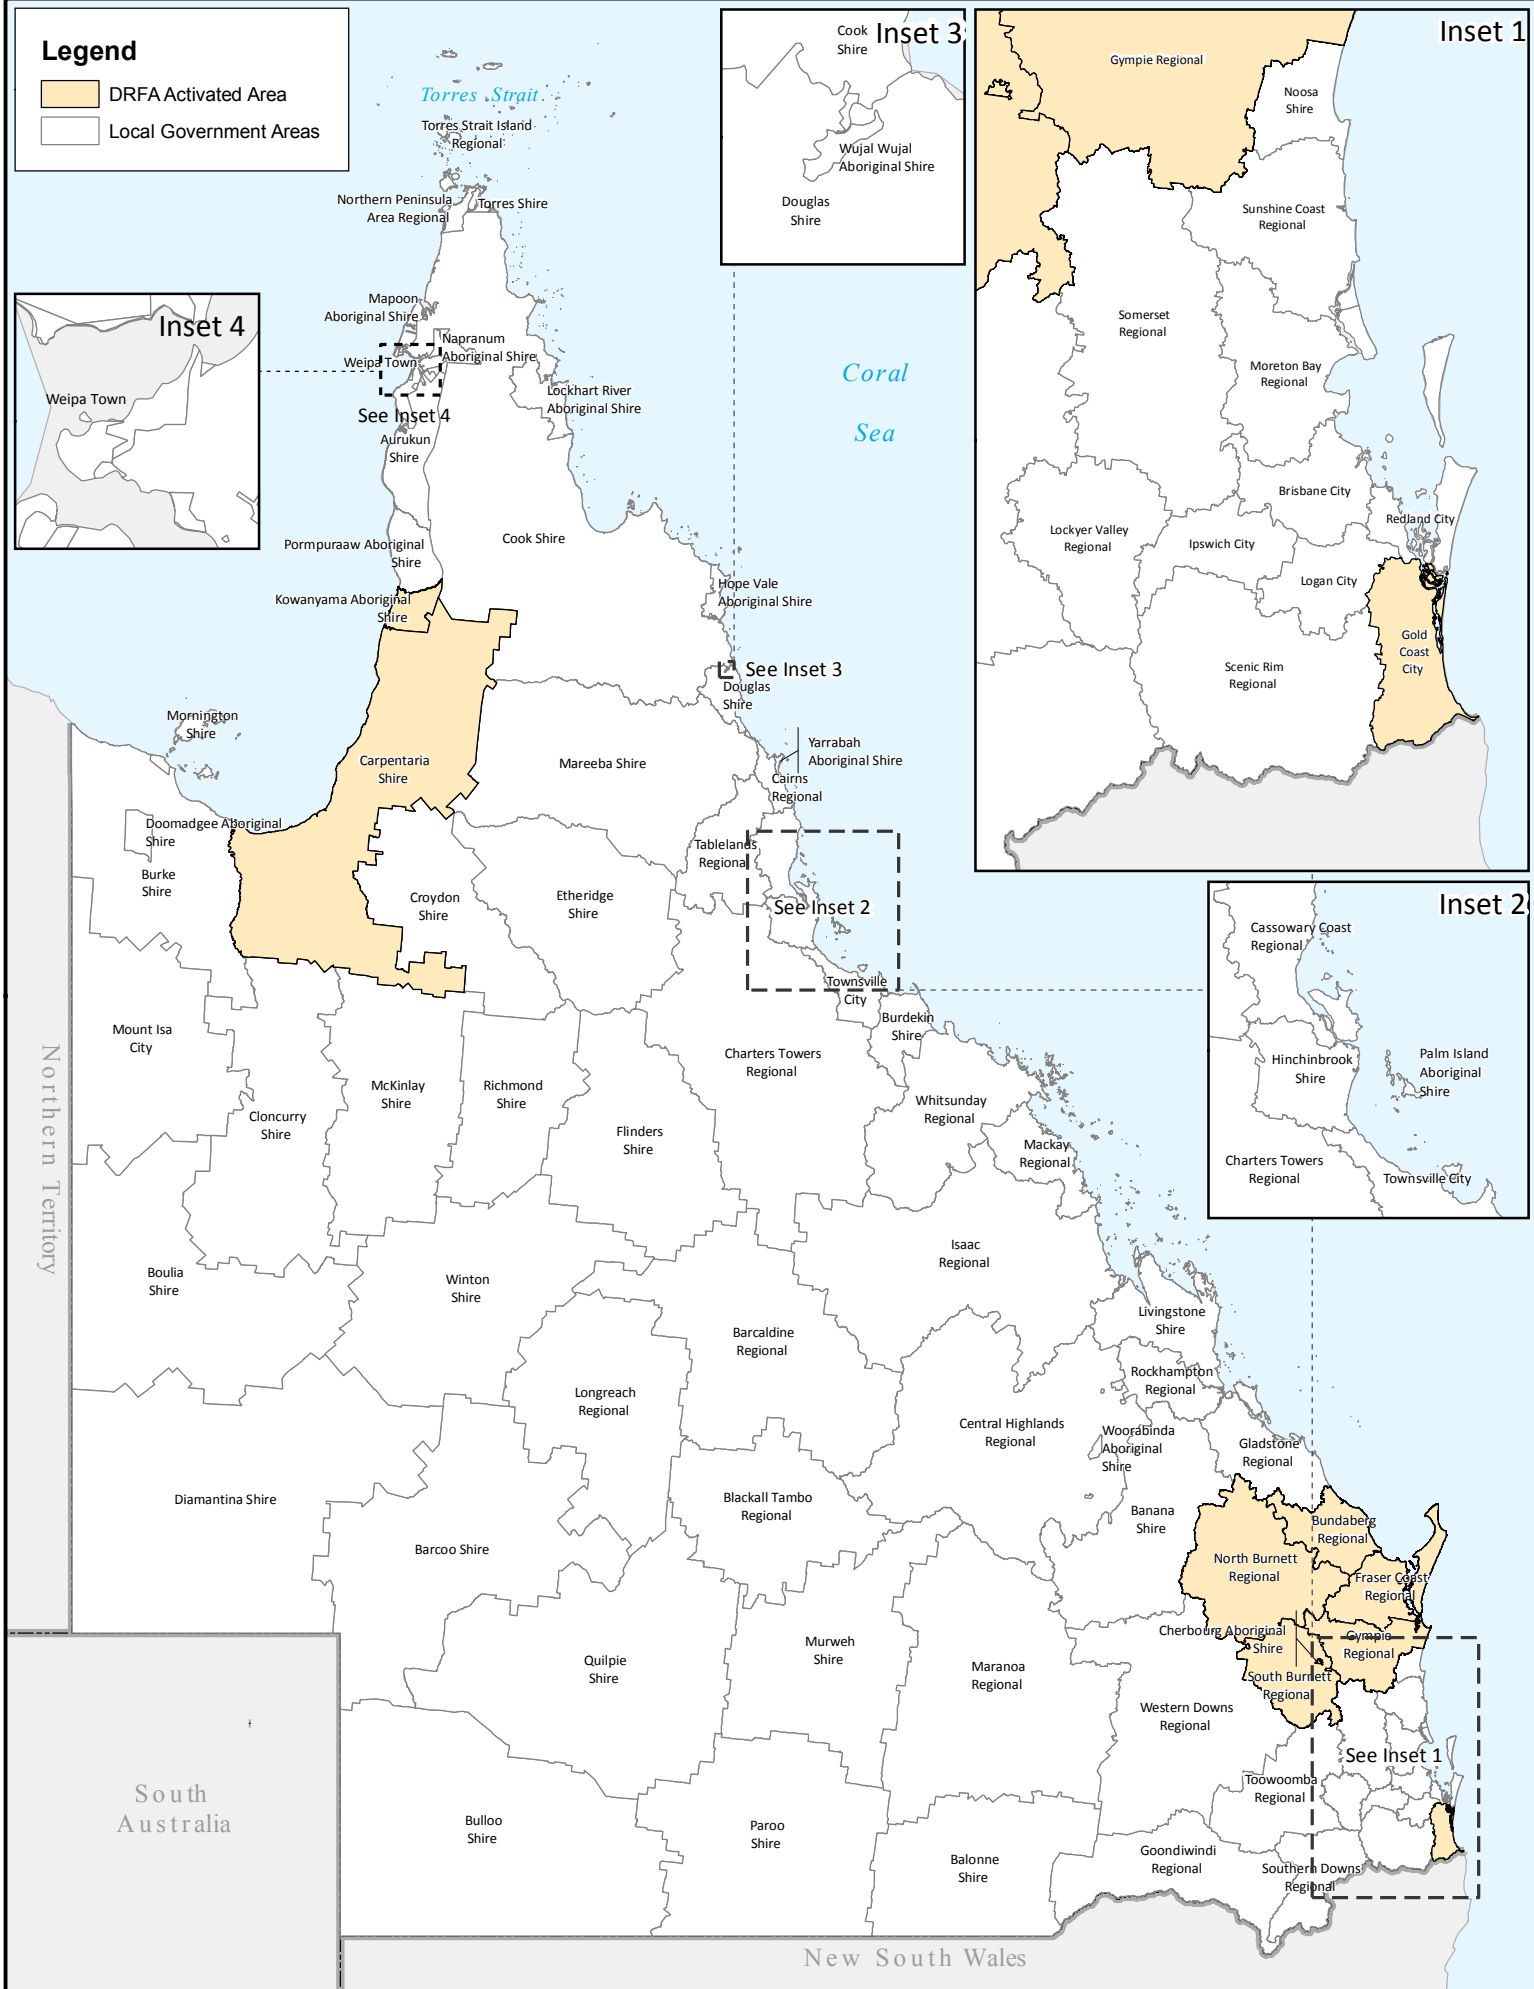 Legend
DRFA Activated Area
Local Government Areas
Inset 3
Cook
Shire
Wujal Wujal
Aboriginal Shire
Douglas
Shire
Inset 1
Gympie Regional
Noosa
Shire
Sunshine Coast
Regional
Somerset
Regional
Moreton Bay
Regional
Brisbane City
Redland City
Lockyer Valley
Regional
Ipswich City
Logan City
Gold
Coast
City
Scenic Rim
Regional
Inset 4
Weipa Town
Inset 2
Cassowary Coast
Regional
Hinchinbrook
Shire
Palm Island
Aboriginal
Shire
Charters Towers
Regional
Townsville City
Torres Strait
Torres Strait Island
Regional
Northern Peninsula
Area Regional
Torres Shire
Mapoon
Aboriginal Shire
Napranum
Aboriginal Shire
Weipa Town
See Inset 4
Lockhart River
Aboriginal Shire
Aurukun
Shire
Coral
Sea
Cook Shire
Pormpuraaw Aboriginal
Shire
Kowanyama Aboriginal
Shire
Hope Vale
Aboriginal Shire
See Inset 3
Douglas
Shire
Mornington
Shire
Carpentaria
Shire
Mareeba Shire
Yarrabah
Aboriginal Shire
Cairns
Regional
Doomadgee Aboriginal
Shire
Burke
Shire
Tablelands
Regional
Croydon
Shire
Etheridge
Shire
See Inset 2
Townsville
City
Burdekin
Shire
Mount Isa
City
Charters Towers
Regional
Cloncurry
Shire
McKinlay
Shire
Richmond
Shire
Flinders
Shire
Whitsunday
Regional
Mackay
Regional
Northern Territory
Boulia
Shire
Winton
Shire
Isaac
Regional
Livingstone
Shire
Barcaldine
Regional
Rockhampton
Regional
Longreach
Regional
Central Highlands
Regional
Woorabinda
Aboriginal
Shire
Gladstone
Regional
Diamantina Shire
Blackall Tambo
Regional
Banana
Shire
Barcoo Shire
Bundaberg
Regional
North Burnett
Regional
Fraser Coast
Regional
Cherbourg Aboriginal
Shire
Gympie
Regional
Quilpie
Shire
Murweh
Shire
Maranoa
Regional
South Burnett
Regional
Western Downs
Regional
See Inset 1
Toowoomba
Regional
South
Australia
Bulloo
Shire
Paroo
Shire
Balonne
Shire
Goondiwindi
Regional
Southern Downs
Regional
New South Wales